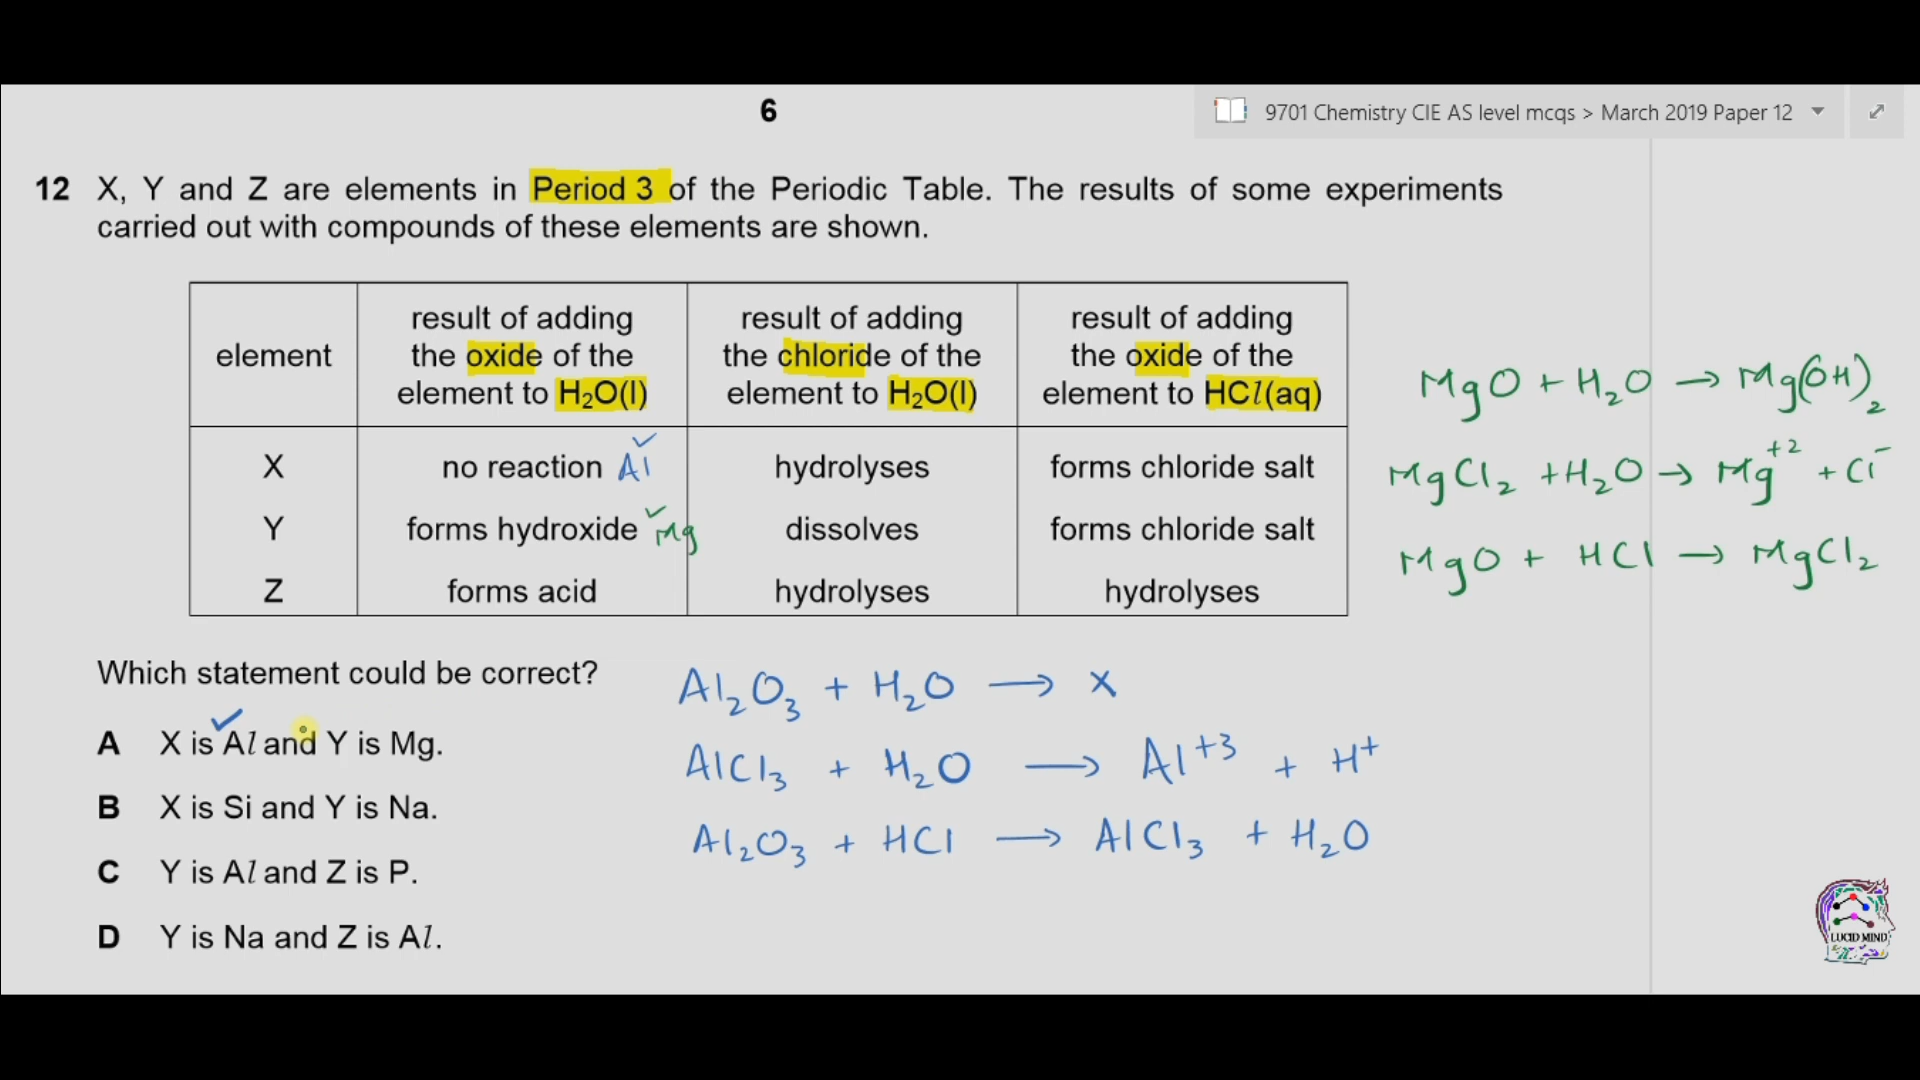 6
9701 Chemistry CIE AS level mcqs > March 2019 Paper 12
12 X, Y and Z are elements in Period 3 of the Periodic Table. The results of some experiments
carried out with compounds of these elements are shown.
element
result of adding
the oxide of the
element to H₂O(l)
result of adding
the chloride of the
element to H₂O(l)
result of adding
the oxide of the
element to HCl(aq)
X no reaction Al ✓ hydrolyses forms chloride salt
Y forms hydroxide ✓ Mg dissolves forms chloride salt
Z forms acid hydrolyses hydrolyses
MgO + H₂O → Mg(OH)₂
MgCl₂ + H₂O → Mg⁺² + Cl⁻
MgO + HCl → MgCl₂
Which statement could be correct?
A X is Al and Y is Mg.
B X is Si and Y is Na.
C Y is Al and Z is P.
D Y is Na and Z is Al.
Al₂O₃ + H₂O → X
AlCl₃ + H₂O → Al⁺³ + H⁺
Al₂O₃ + HCl → AlCl₃ + H₂O
LUCID MIND